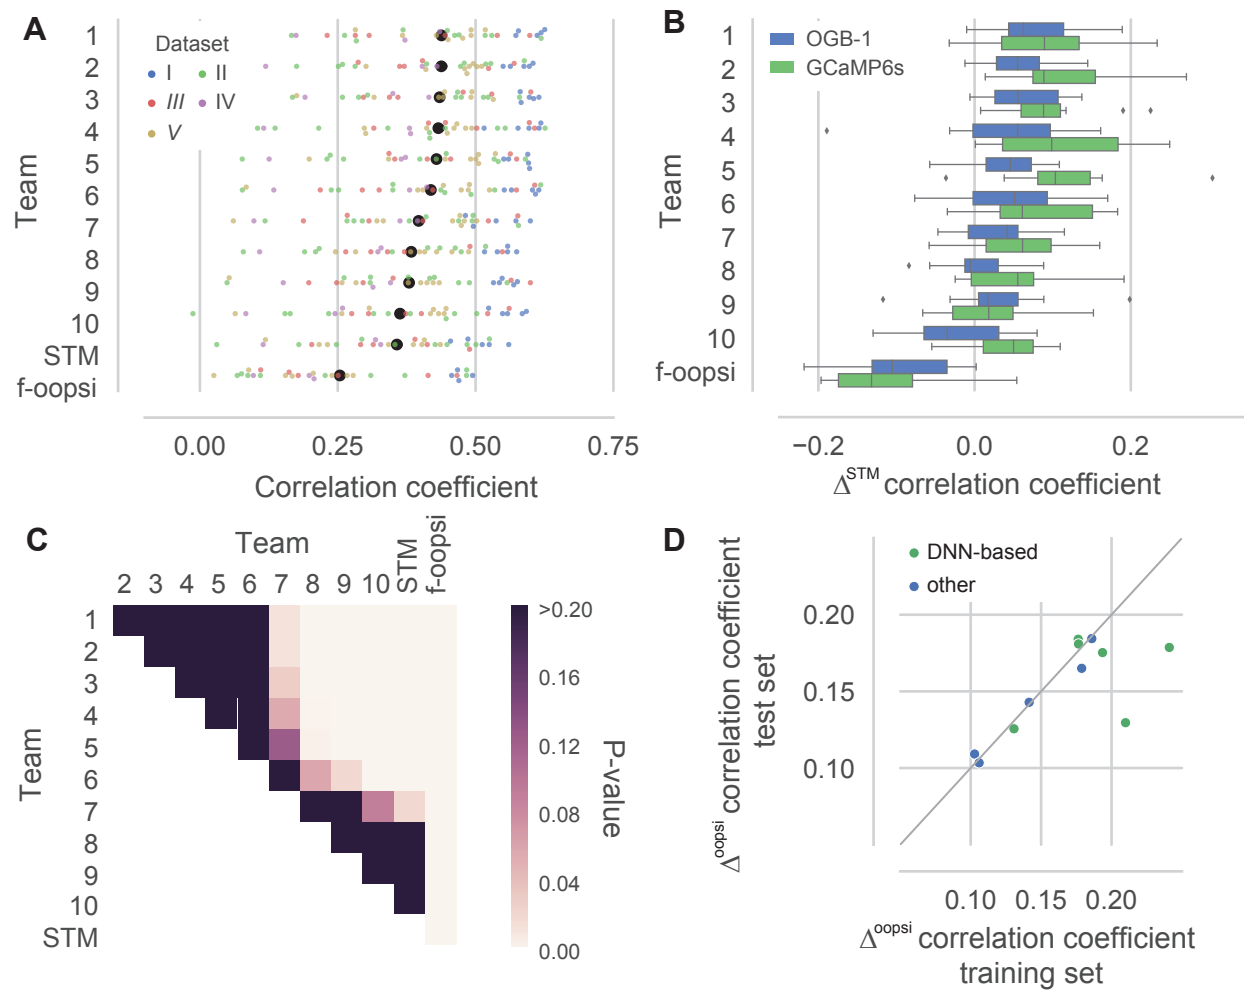 A
Dataset
I
II
III
IV
V
Team
1
2
3
4
5
6
7
8
9
10
STM
f-oopsi
0.00
0.25
0.50
0.75
Correlation coefficient
B
OGB-1
GCaMP6s
Team
1
2
3
4
5
6
7
8
9
10
f-oopsi
−0.2
0.0
0.2
Δ^STM correlation coefficient
C
Team
2 3 4 5 6 7 8 9 10 STM f-oopsi
Team
1
2
3
4
5
6
7
8
9
10
STM
>0.20
0.16
0.12
0.08
0.04
0.00
P-value
D
DNN-based
other
Δ^oopsi correlation coefficient
test set
0.20
0.15
0.10
0.10 0.15 0.20
Δ^oopsi correlation coefficient
training set